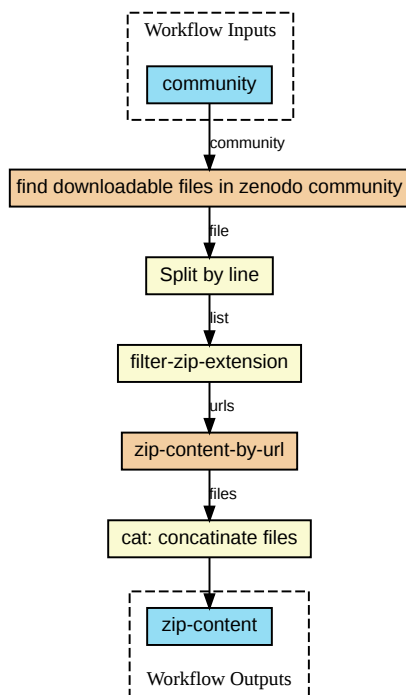 Workflow Inputs
community
community
find downloadable files in zenodo community
file
Split by line
list
filter-zip-extension
urls
zip-content-by-url
files
cat: concatinate files
zip-content
Workflow Outputs